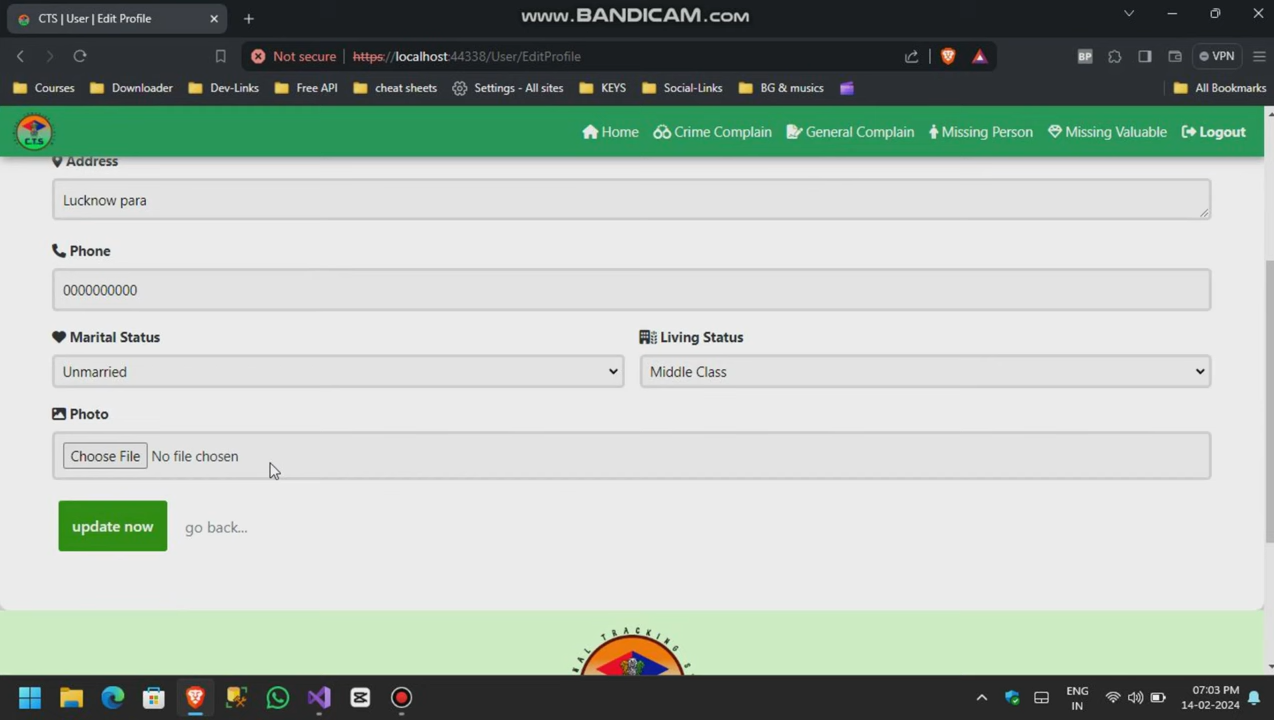 www.BANDICAM.com
CTS | User | Edit Profile
Not secure https://localhost:44338/User/EditProfile
BP
VPN
Courses Downloader Dev-Links Free API cheat sheets Settings - All sites KEYS Social-Links BG & musics All Bookmarks
C.T.S
Home Crime Complain General Complain Missing Person Missing Valuable Logout
Address
Lucknow para
Phone
0000000000
Marital Status Living Status
Unmarried Middle Class
Photo
Choose File No file chosen
update now go back...
NAL TRACKING S
ENG 07:03 PM
IN 14-02-2024